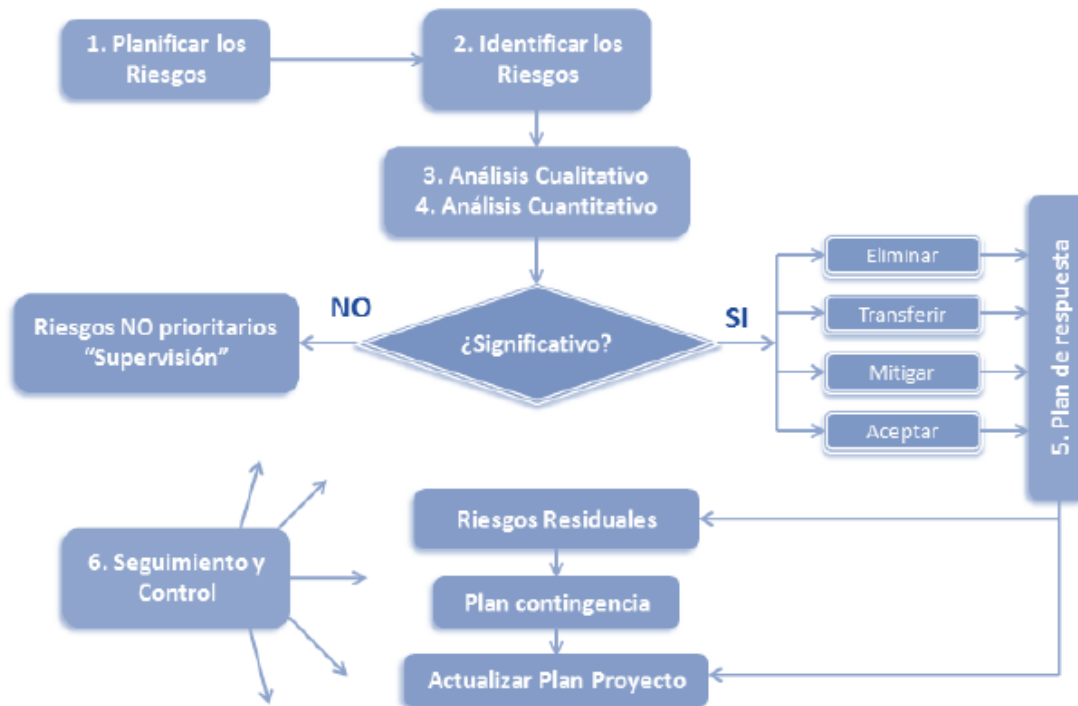 1. Planificar los
Riesgos
2. Identificar los
Riesgos
3. Análisis Cualitativo
4. Análisis Cuantitativo
¿Significativo?
NO
Riesgos NO prioritarios
“Supervisión”
SI
Eliminar
Transferir
Mitigar
Aceptar
5. Plan de respuesta
Riesgos Residuales
Plan contingencia
Actualizar Plan Proyecto
6. Seguimiento y
Control